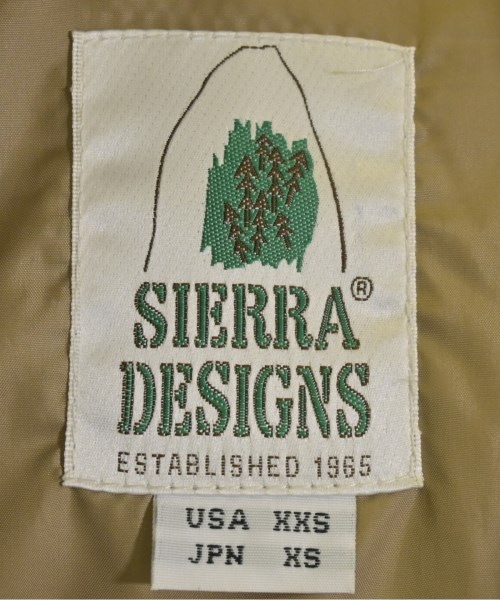 SIERRA®
DESIGNS
ESTABLISHED 1965
USA XXS
JPN XS